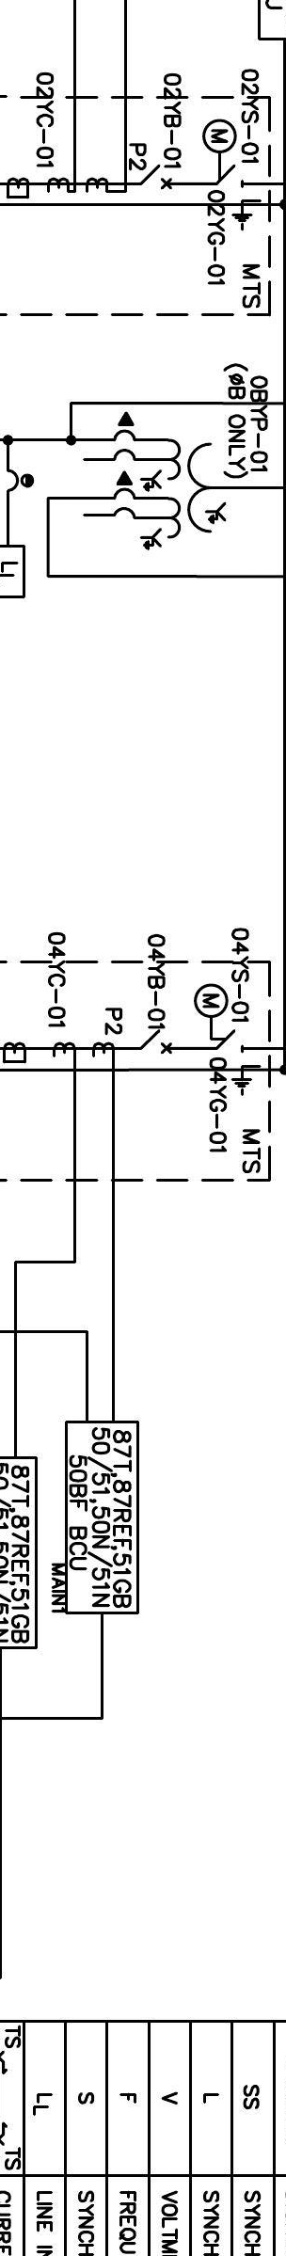 02YS-01
M
02YB-01
02YG-01
P2
02YC-01
MTS
0BYP-01
(øB ONLY)
LI
04YS-01
M
04YB-01
04YG-01
P2
04YC-01
MTS
87T,87REF,51GB
50/51,50N/51N
50BF BCU
MAIN1
87T,87REF,51GB
50/51,50N/51N
SS SYNCH
L SYNCH
V VOLTM
F FREQU
S SYNCH
LL LINE IN
TS TS CURRE